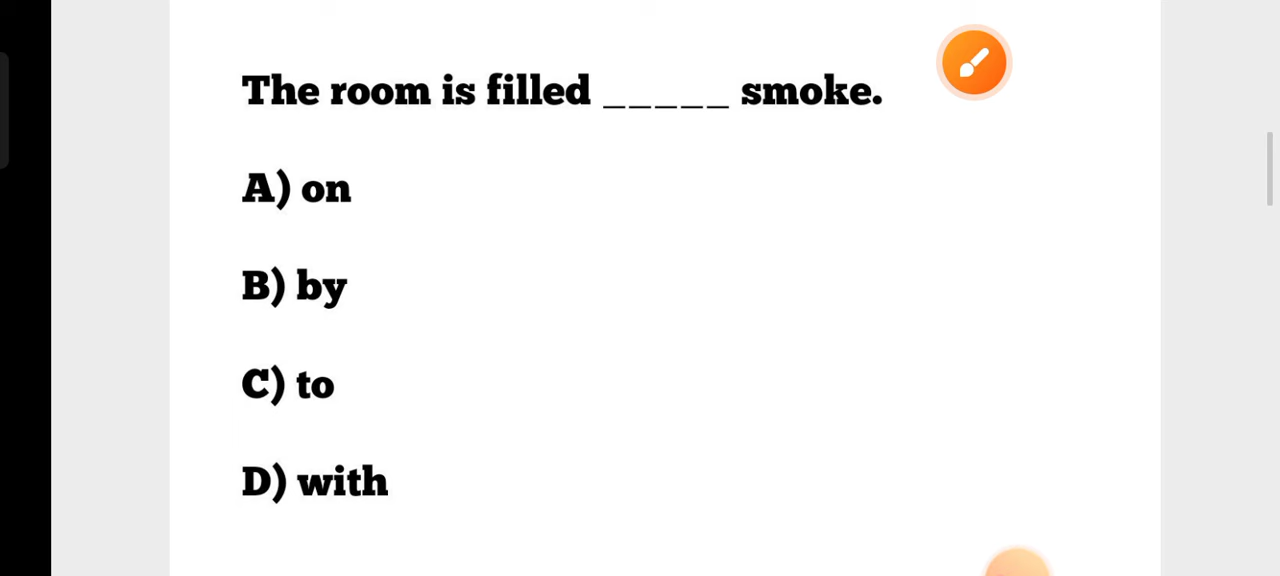 The room is filled _____ smoke.
A) on
B) by
C) to
D) with